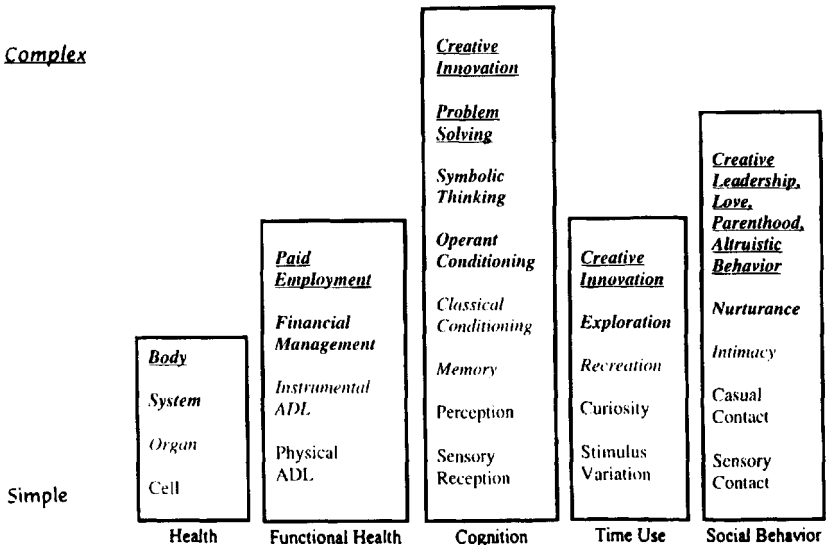 Complex
Simple
Body
System
Organ
Cell
Health
Paid
Employment
Financial
Management
Instrumental
ADL
Physical
ADL
Functional Health
Creative
Innovation
Problem
Solving
Symbolic
Thinking
Operant
Conditioning
Classical
Conditioning
Memory
Perception
Sensory
Reception
Cognition
Creative
Innovation
Exploration
Recreation
Curiosity
Stimulus
Variation
Time Use
Creative
Leadership,
Love,
Parenthood,
Altruistic
Behavior
Nurturance
Intimacy
Casual
Contact
Sensory
Contact
Social Behavior